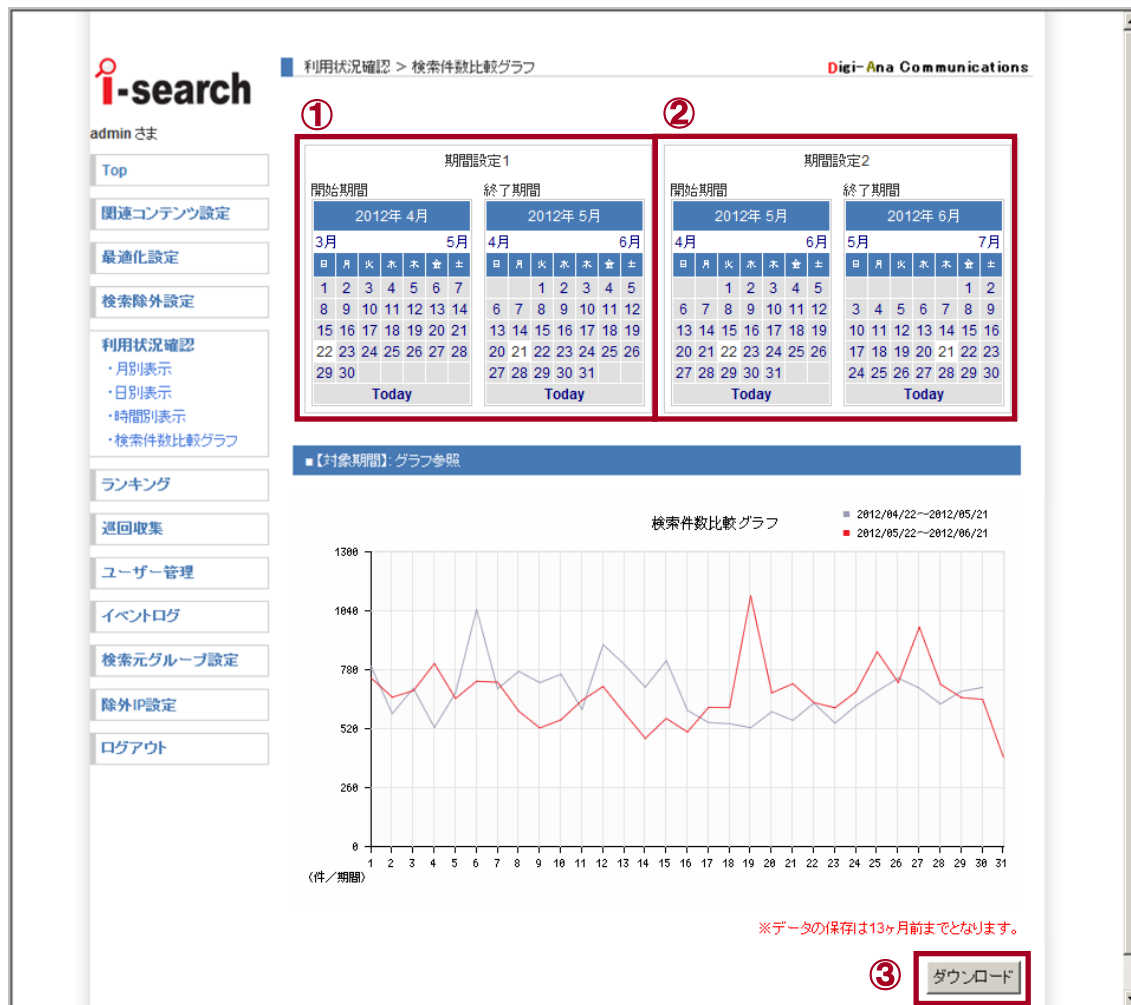 i-search
利用状況確認 > 検索件数比較グラフ
Digi-Ana Communications
admin さま
Top
関連コンテンツ設定
最適化設定
検索除外設定
利用状況確認
・月別表示
・日別表示
・時間別表示
・検索件数比較グラフ
ランキング
巡回収集
ユーザー管理
イベントログ
検索元グループ設定
除外IP設定
ログアウト
①
期間設定1
開始期間
2012年 4月
3月 5月
日 月 火 水 木 金 土
1 2 3 4 5 6 7
8 9 10 11 12 13 14
15 16 17 18 19 20 21
22 23 24 25 26 27 28
29 30
Today
終了期間
2012年 5月
4月 6月
日 月 火 水 木 金 土
1 2 3 4 5
6 7 8 9 10 11 12
13 14 15 16 17 18 19
20 21 22 23 24 25 26
27 28 29 30 31
Today
②
期間設定2
開始期間
2012年 5月
4月 6月
日 月 火 水 木 金 土
1 2 3 4 5
6 7 8 9 10 11 12
13 14 15 16 17 18 19
20 21 22 23 24 25 26
27 28 29 30 31
Today
終了期間
2012年 6月
5月 7月
日 月 火 水 木 金 土
1 2
3 4 5 6 7 8 9
10 11 12 13 14 15 16
17 18 19 20 21 22 23
24 25 26 27 28 29 30
Today
■【対象期間】: グラフ参照
検索件数比較グラフ
2012/04/22～2012/05/21
2012/05/22～2012/06/21
1300
1040
780
520
260
0
1 2 3 4 5 6 7 8 9 10 11 12 13 14 15 16 17 18 19 20 21 22 23 24 25 26 27 28 29 30 31
(件／期間)
※データの保存は13ヶ月前までとなります。
③
ダウンロード